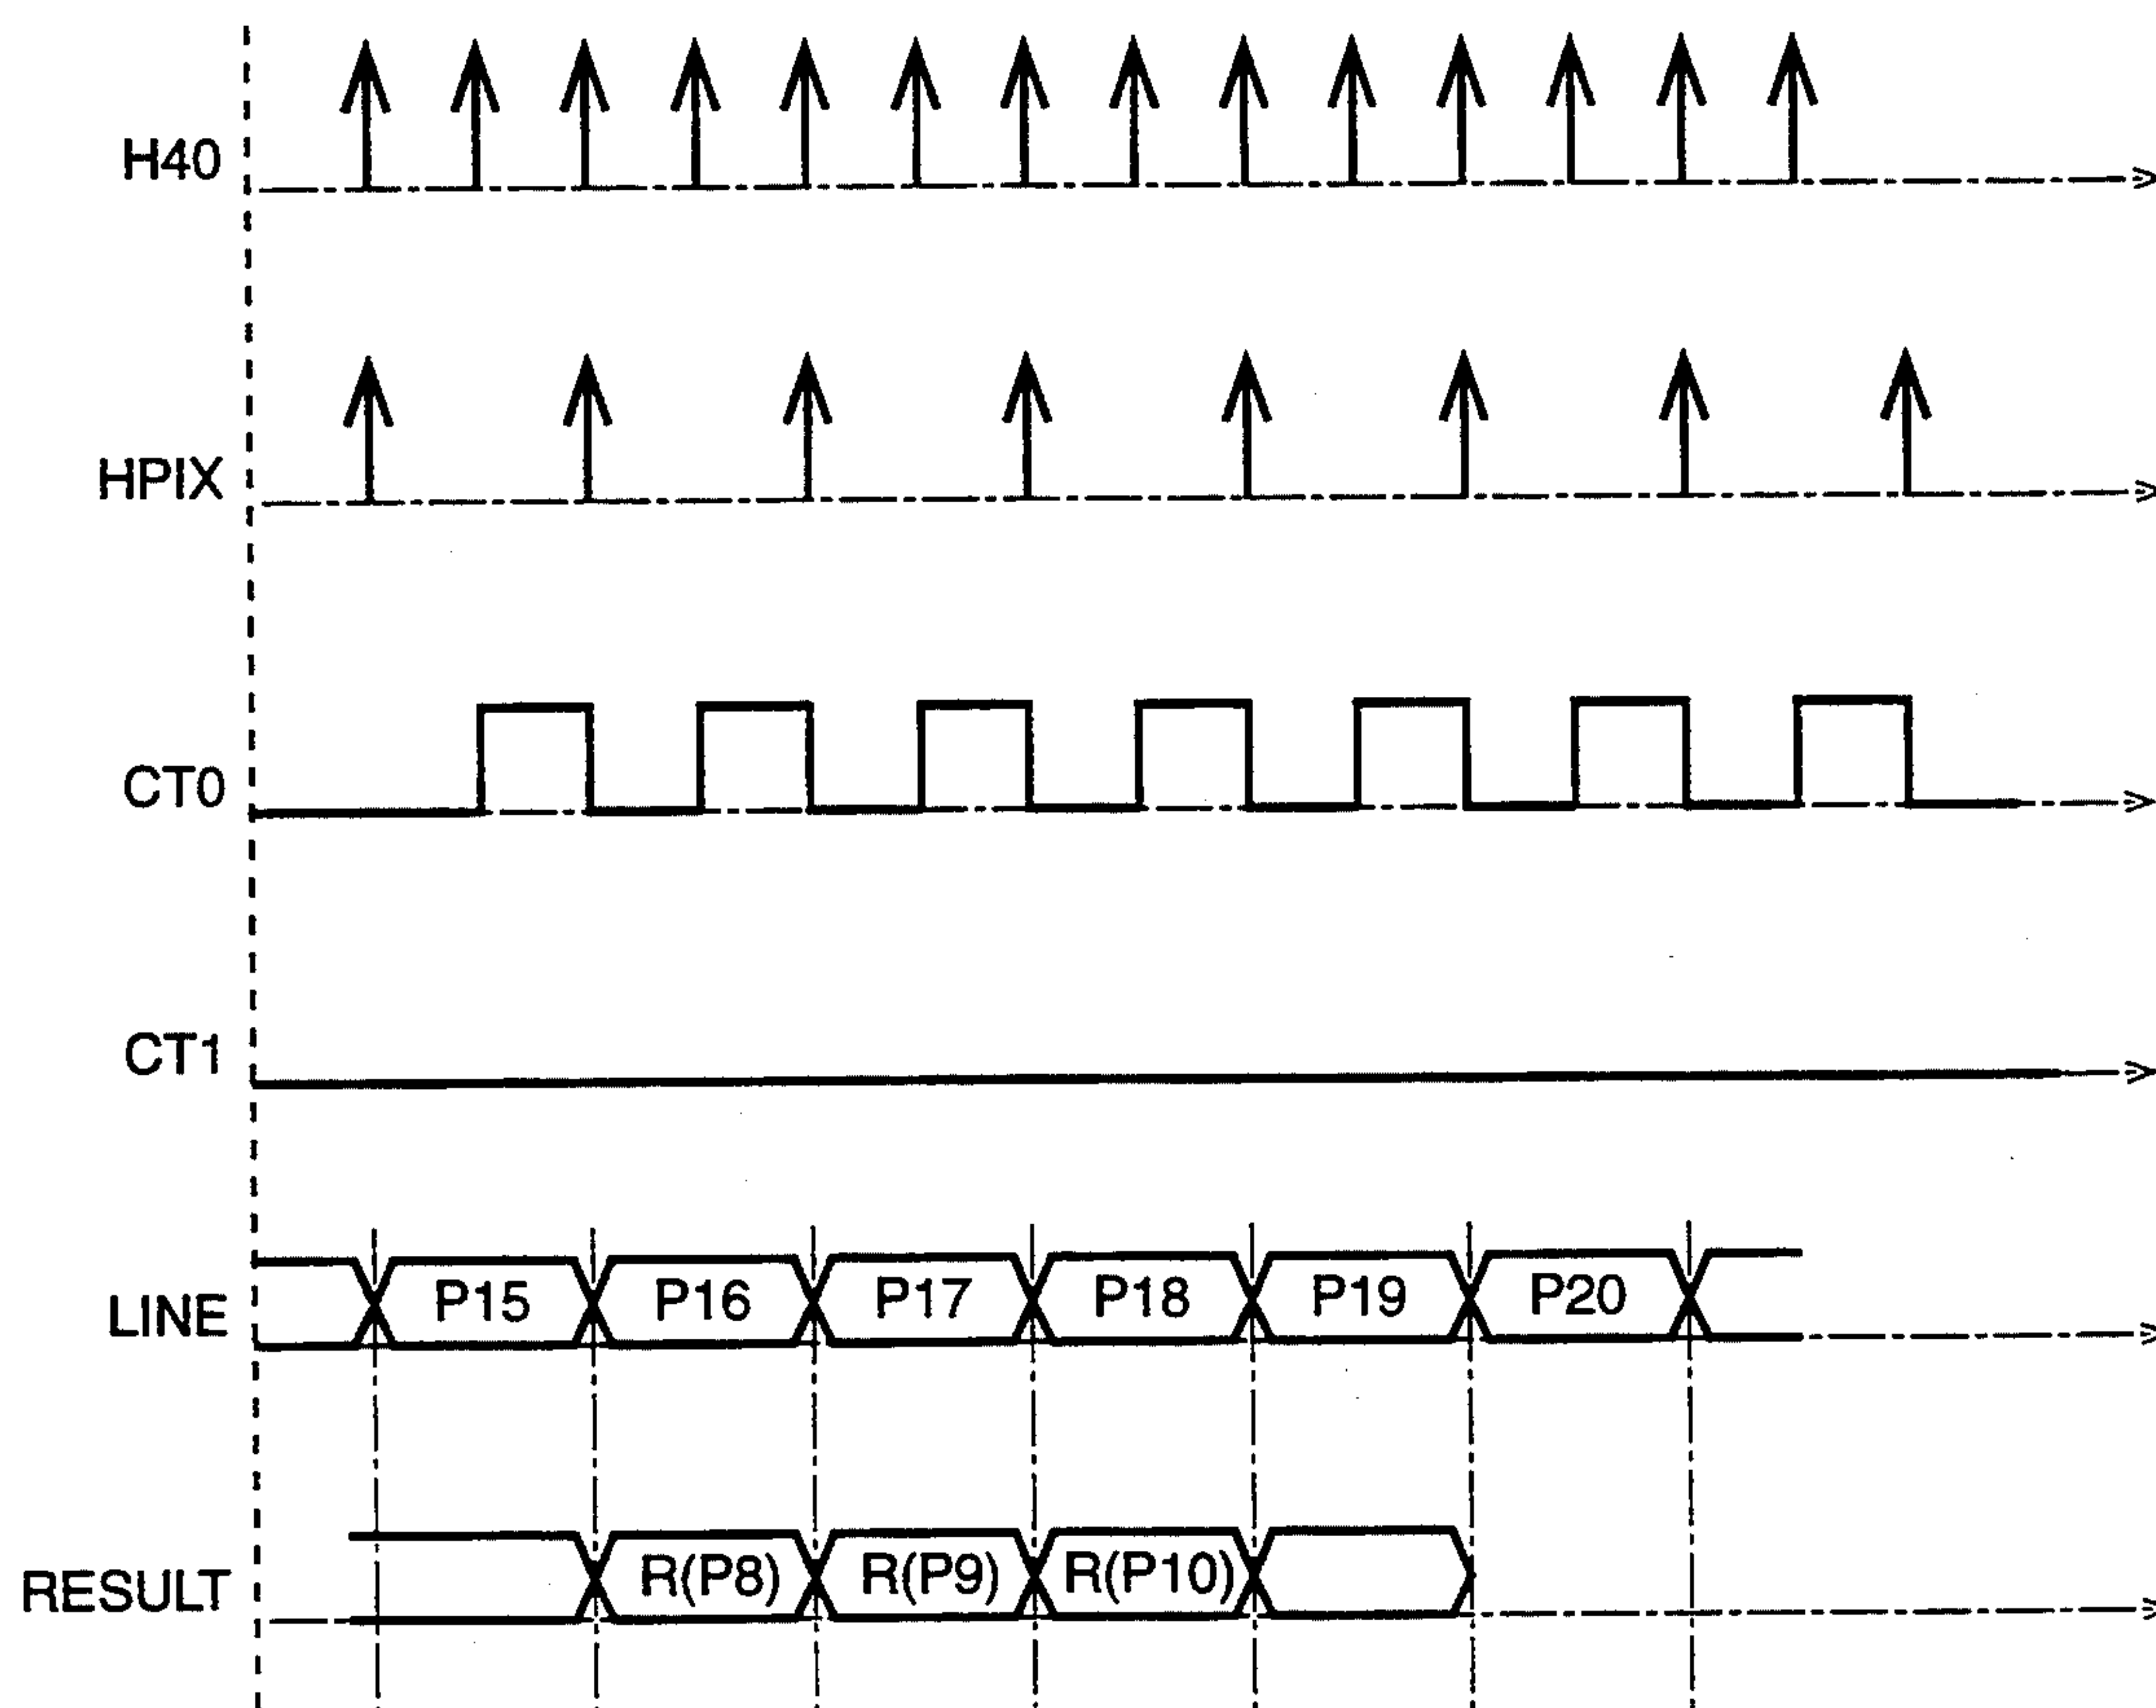 H40
HPIX
CT0
CT1
LINE P15 P16 P17 P18 P19 P20
RESULT R(P8) R(P9) R(P10)